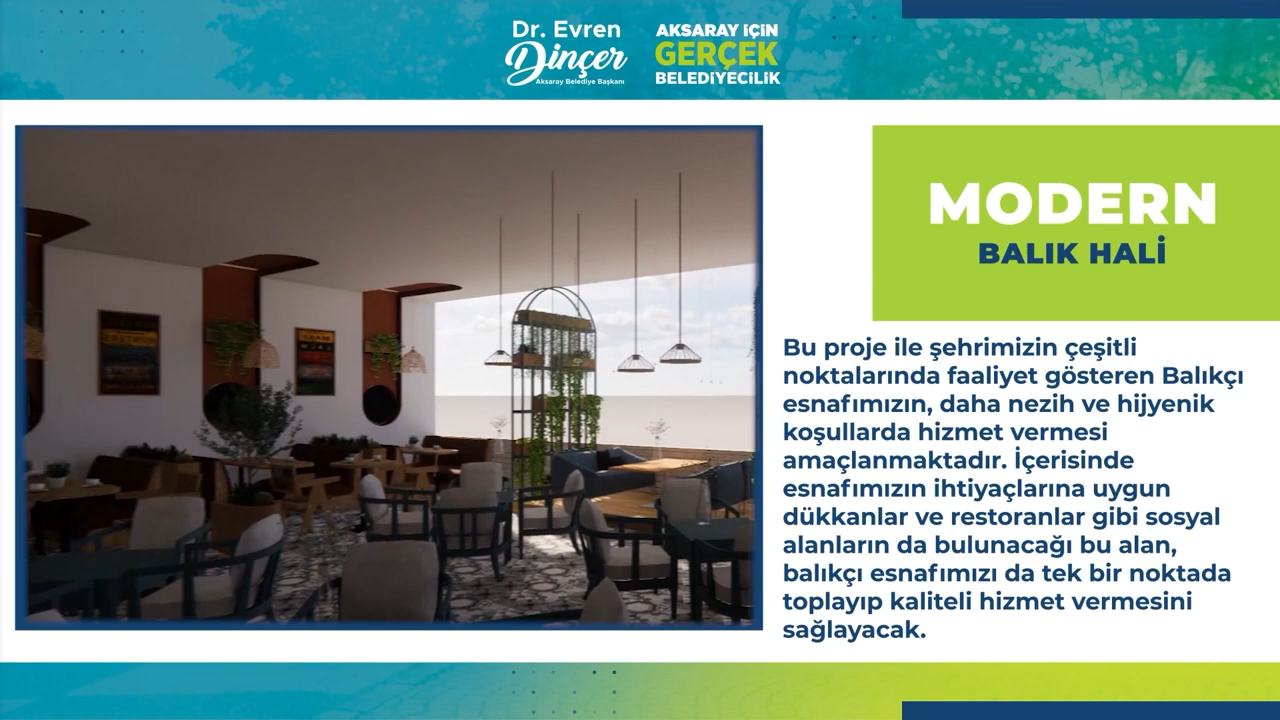 Dr. Evren
Dinçer
Aksaray Belediye Başkanı
AKSARAY İÇİN
GERÇEK
BELEDİYECİLİK
MODERN
BALIK HALİ
Bu proje ile şehrimizin çeşitli
noktalarında faaliyet gösteren Balıkçı
esnafımızın, daha nezih ve hijyenik
koşullarda hizmet vermesi
amaçlanmaktadır. İçerisinde
esnafımızın ihtiyaçlarına uygun
dükkanlar ve restoranlar gibi sosyal
alanların da bulunacağı bu alan,
balıkçı esnafımızı da tek bir noktada
toplayıp kaliteli hizmet vermesini
sağlayacak.